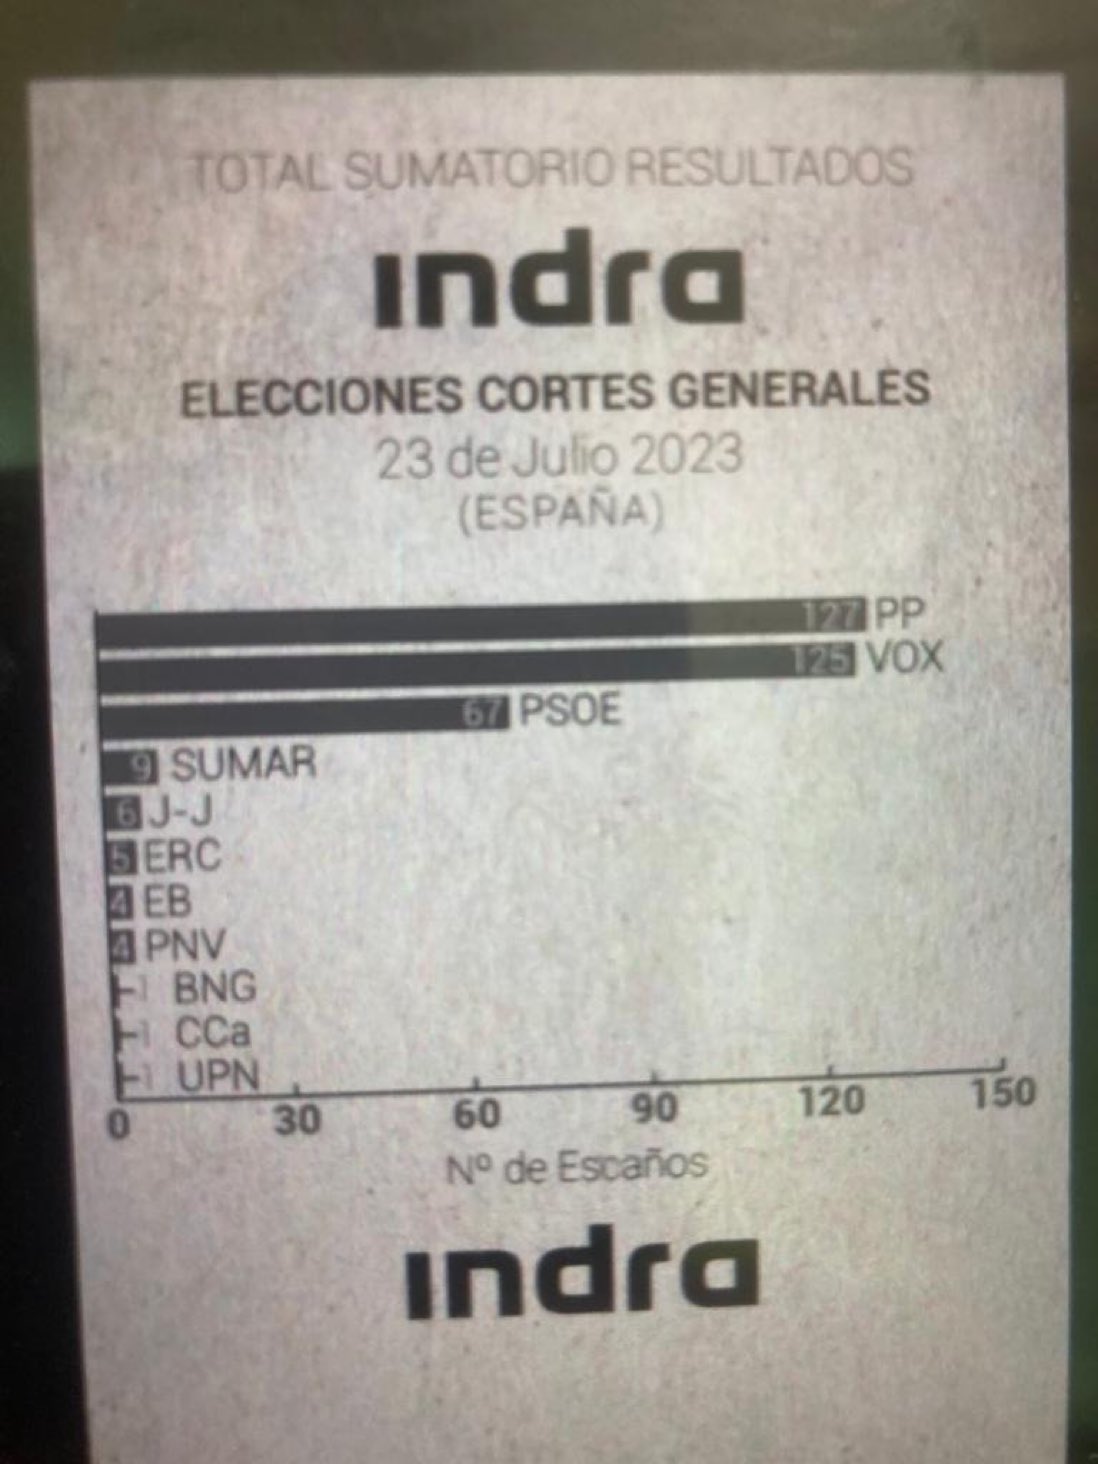 TOTAL SUMATORIO RESULTADOS
indra
ELECCIONES CORTES GENERALES
23 de Julio 2023
(ESPAÑA)
127 PP
125 VOX
67 PSOE
9 SUMAR
6 J-J
5 ERC
4 EB
4 PNV
1 BNG
1 CCa
1 UPN
0 30 60 90 120 150
Nº de Escaños
indra